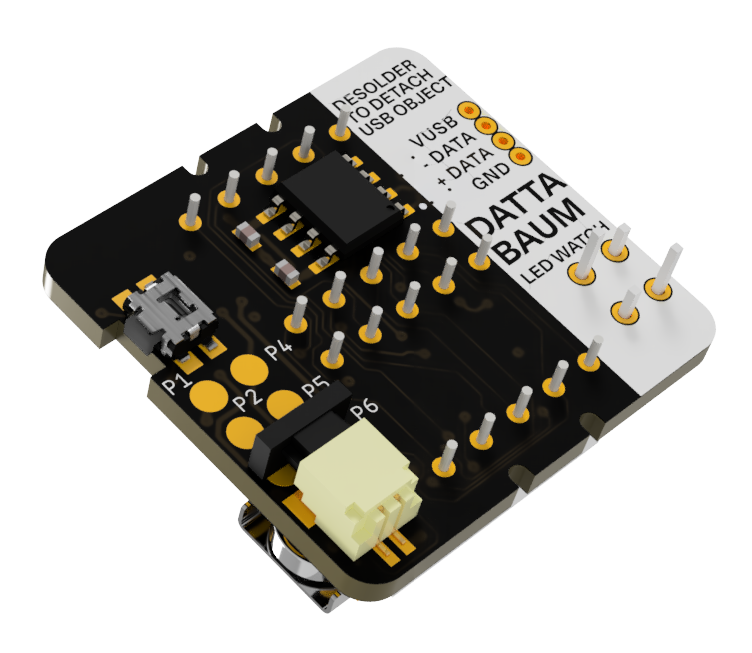 DESOLDER
TO DETACH
USB OBJECT
VUSB
- DATA
+ DATA
GND
DATTA
BAUM
LED WATCH
P4
P1
P5
P2
P6